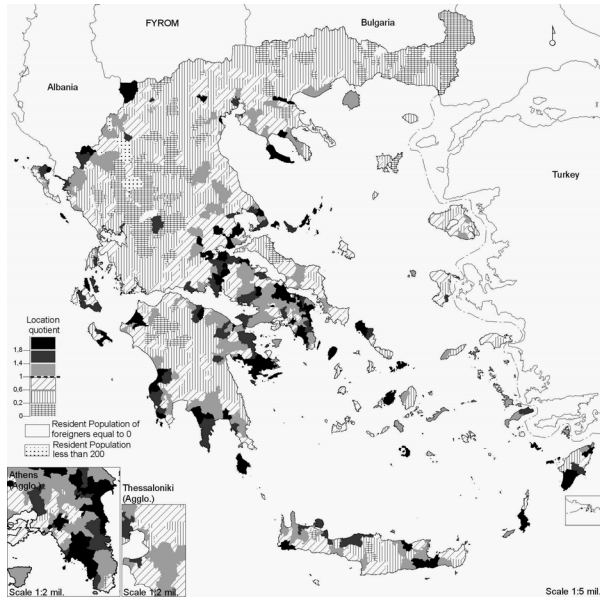 FYROM
Bulgaria
Albania
Turkey
Location
quotient
1,8
1,4
1
0,6
0,2
0
Resident Population of
foreigners equal to 0
Resident Population
less than 200
Athens
(Agglo.)
Scale 1:2 mil.
Thessaloniki
(Agglo.)
Scale 1:2 mil.
Scale 1:5 mil.